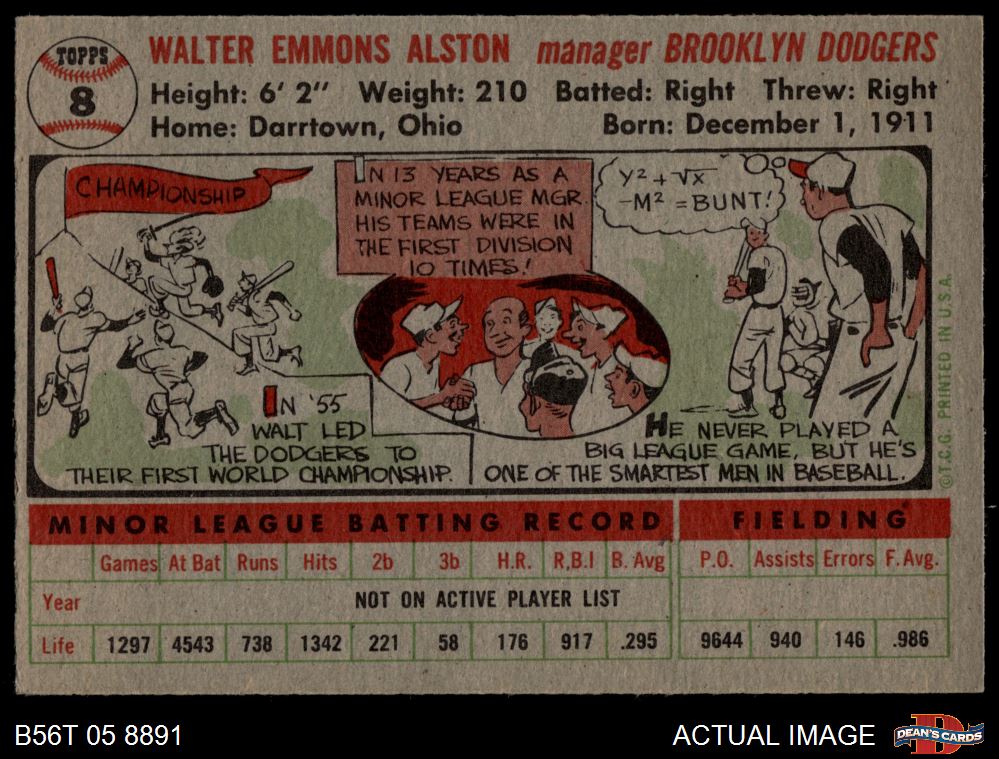 TOPPS
8
WALTER EMMONS ALSTON manager BROOKLYN DODGERS
Height: 6' 2" Weight: 210 Batted: Right Threw: Right
Home: Darrtown, Ohio Born: December 1, 1911
CHAMPIONSHIP
IN '55
WALT LED
THE DODGERS TO
THEIR FIRST WORLD CHAMPIONSHIP.
IN 13 YEARS AS A
MINOR LEAGUE MGR.
HIS TEAMS WERE IN
THE FIRST DIVISION
10 TIMES!
Y² + √X
-M² = BUNT!
HE NEVER PLAYED A
BIG LEAGUE GAME, BUT HE'S
ONE OF THE SMARTEST MEN IN BASEBALL.
©T.C.G. PRINTED IN U.S.A.
MINOR LEAGUE BATTING RECORD FIELDING
Games At Bat Runs Hits 2b 3b H.R. R.B.I B. Avg P.O. Assists Errors F. Avg.
Year NOT ON ACTIVE PLAYER LIST
Life 1297 4543 738 1342 221 58 176 917 .295 9644 940 146 .986
B56T 05 8891 ACTUAL IMAGE DEAN'S CARDS